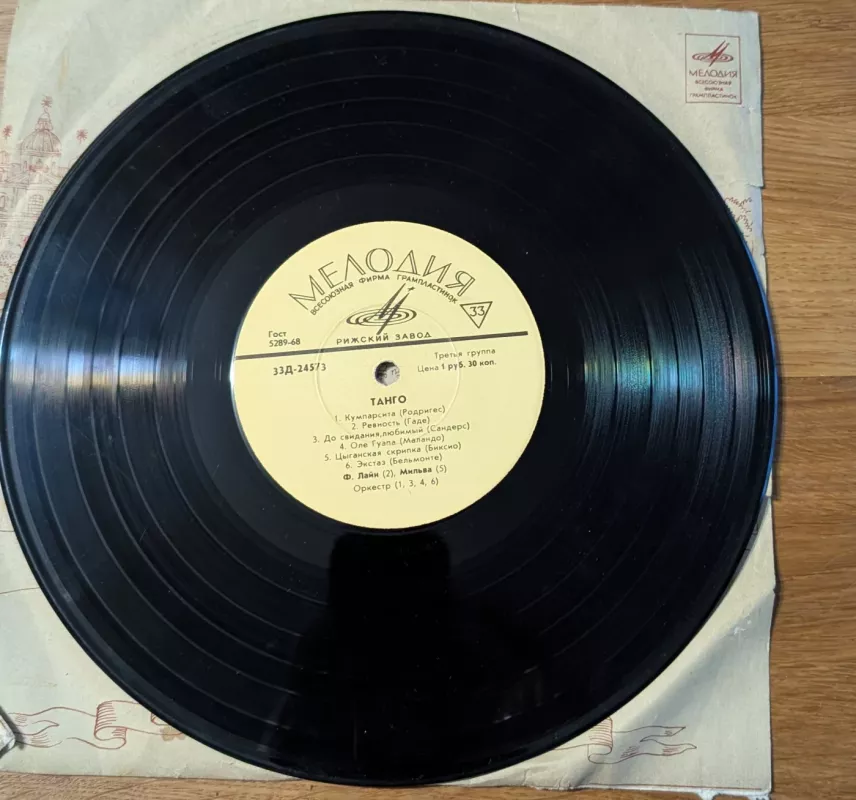 МЕЛОДИЯ
ВСЕСОЮЗНАЯ
ФИРМА
ГРАМПЛАСТИНОК
МЕЛОДИЯ
ВСЕСОЮЗНАЯ ФИРМА ГРАМПЛАСТИНОК
33
Гост
5289-68
РИЖСКИЙ ЗАВОД
33Д-24573
Третья группа
Цена 1 руб. 30 коп.
ТАНГО
1. Кумпарсита (Родригес)
2. Ревность (Гаде)
3. До свидания,любимый (Сандерс)
4. Оле Гуапа (Маландо)
5. Цыганская скрипка (Биксио)
6. Экстаз (Бельмонте)
Ф. Лайн (2), Мильва (5)
Оркестр (1, 3, 4, 6)